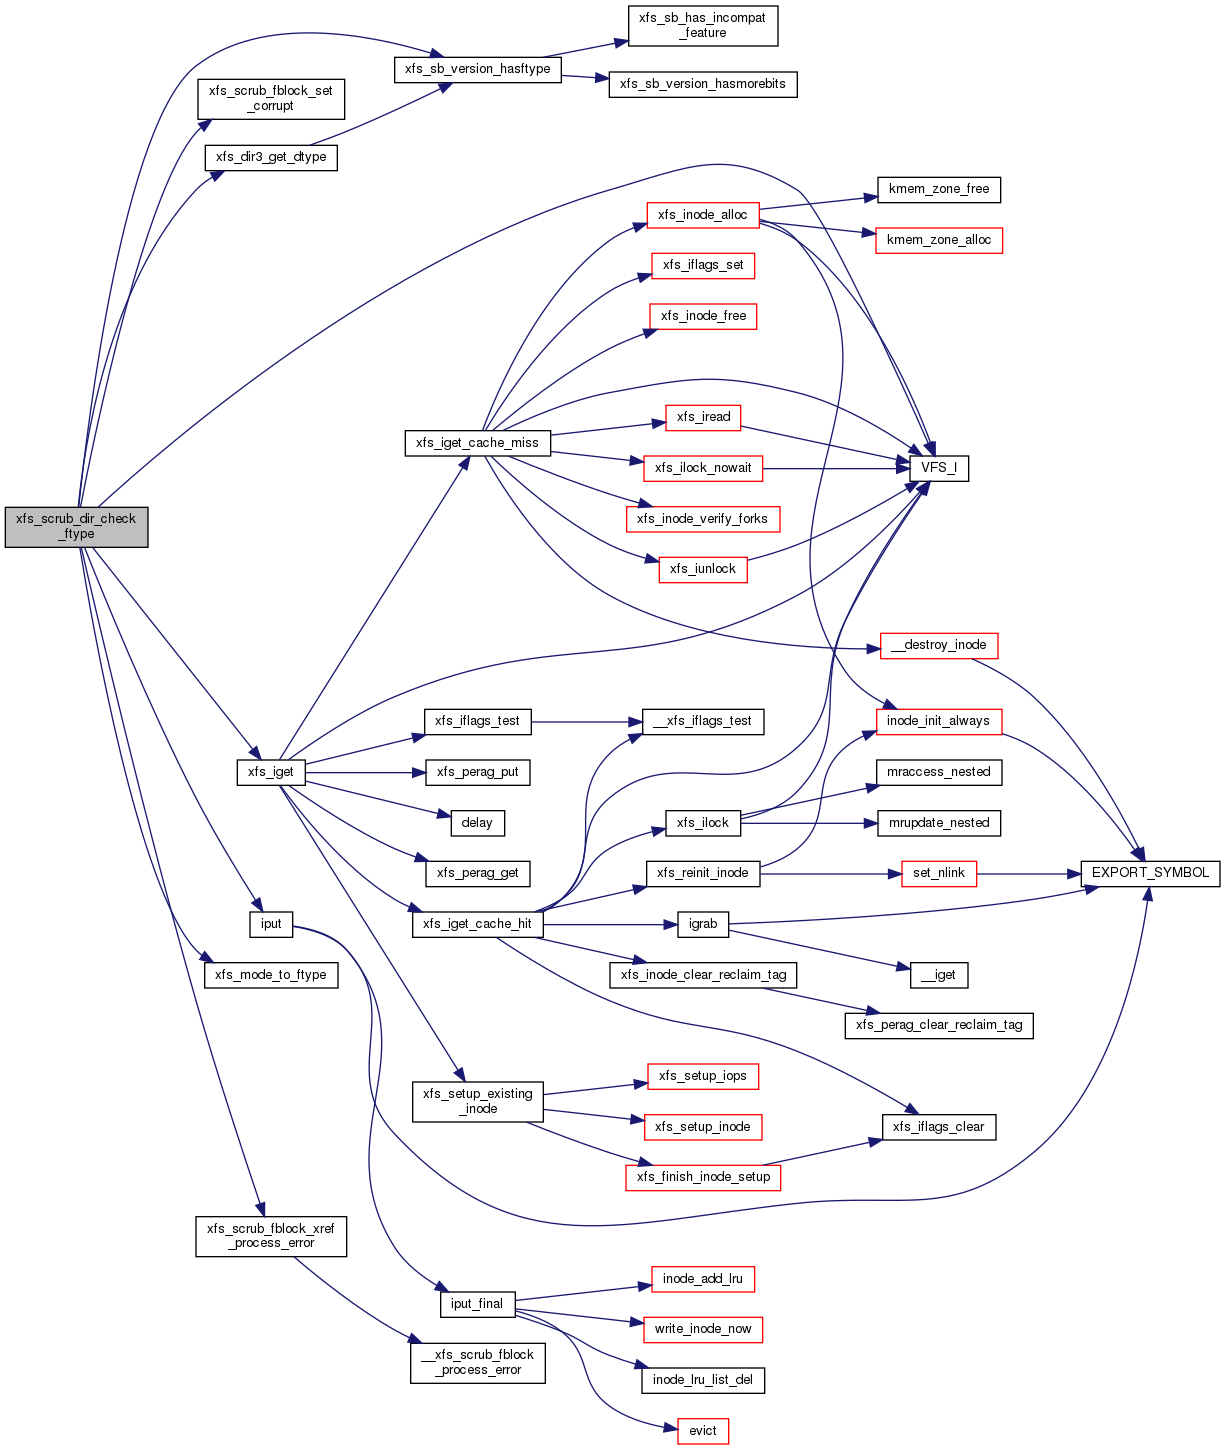 xfs_sb_has_incompat
_feature
xfs_sb_version_hasftype
xfs_sb_version_hasmorebits
xfs_scrub_fblock_set
_corrupt
xfs_dir3_get_dtype
kmem_zone_free
xfs_inode_alloc
kmem_zone_alloc
xfs_iflags_set
xfs_inode_free
xfs_iread
xfs_iget_cache_miss
xfs_ilock_nowait
VFS_I
xfs_inode_verify_forks
xfs_scrub_dir_check
_ftype
xfs_iunlock
__destroy_inode
xfs_iflags_test
__xfs_iflags_test
inode_init_always
xfs_iget
xfs_perag_put
mraccess_nested
delay
xfs_ilock
mrupdate_nested
xfs_perag_get
xfs_reinit_inode
set_nlink
EXPORT_SYMBOL
iput
xfs_iget_cache_hit
igrab
xfs_mode_to_ftype
xfs_inode_clear_reclaim_tag
__iget
xfs_perag_clear_reclaim_tag
xfs_setup_iops
xfs_setup_existing
_inode
xfs_setup_inode
xfs_iflags_clear
xfs_finish_inode_setup
xfs_scrub_fblock_xref
_process_error
inode_add_lru
iput_final
write_inode_now
__xfs_scrub_fblock
_process_error
inode_lru_list_del
evict